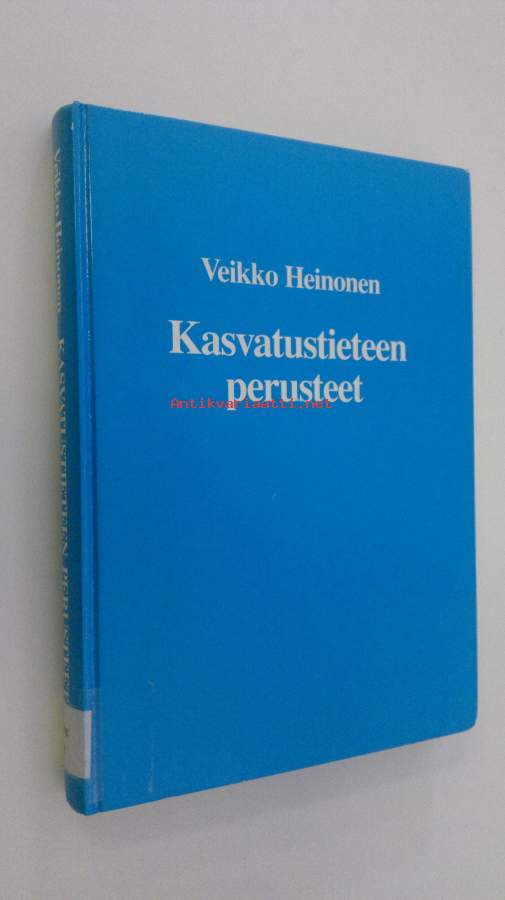 Veikko Heinonen
Kasvatustieteen
perusteet
Antikvariaatti.net
Veikko Heinonen KASVATUSTIETEEN PERUSTEET